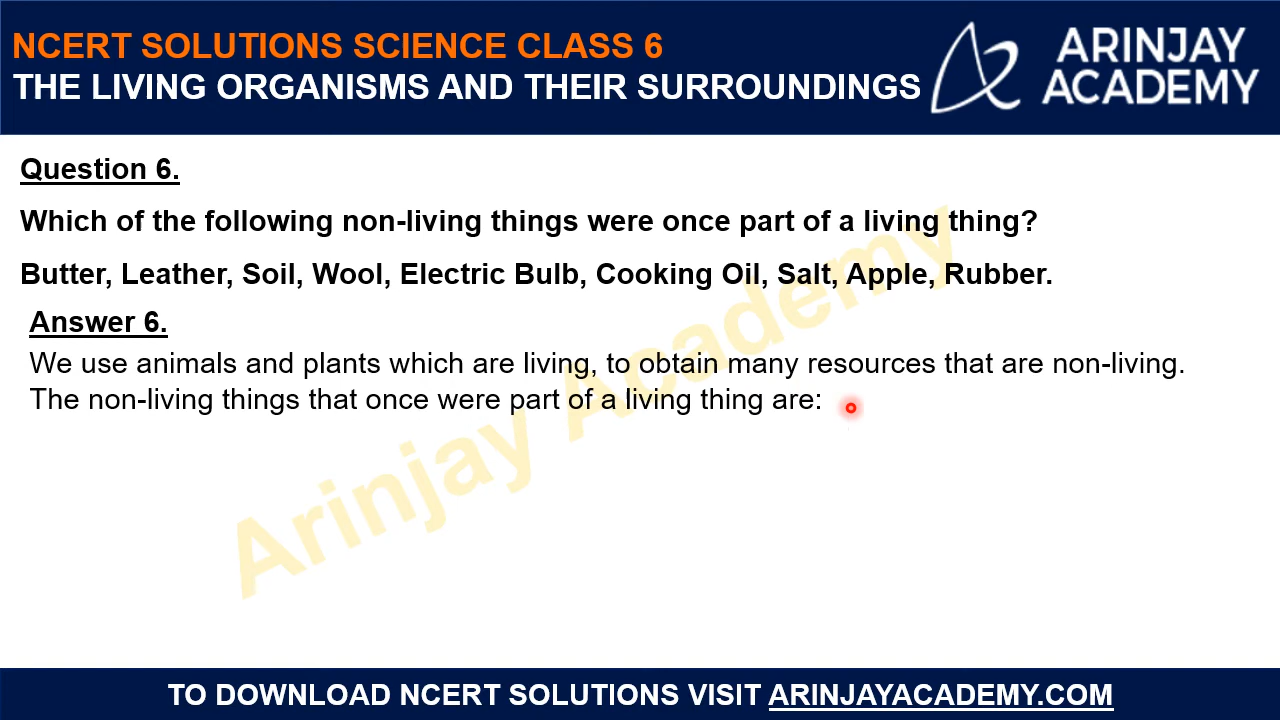 NCERT SOLUTIONS SCIENCE CLASS 6
THE LIVING ORGANISMS AND THEIR SURROUNDINGS
ARINJAY
ACADEMY
Question 6.
Which of the following non-living things were once part of a living thing?
Butter, Leather, Soil, Wool, Electric Bulb, Cooking Oil, Salt, Apple, Rubber.
Answer 6.
We use animals and plants which are living, to obtain many resources that are non-living.
The non-living things that once were part of a living thing are:
Arinjay Academy
TO DOWNLOAD NCERT SOLUTIONS VISIT ARINJAYACADEMY.COM